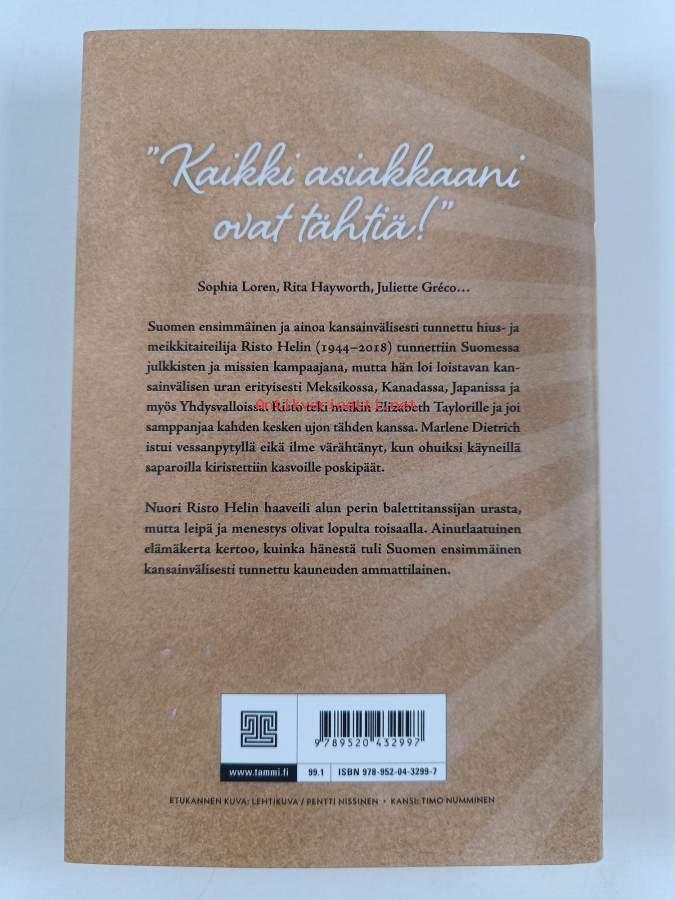 "Kaikki asiakkaani
ovat tähtiä!"
Sophia Loren, Rita Hayworth, Juliette Gréco...
Suomen ensimmäinen ja ainoa kansainvälisesti tunnettu hius- ja
meikkitaiteilija Risto Helin (1944–2018) tunnettiin Suomessa
julkkisten ja missien kampaajana, mutta hän loi loistavan kan-
sainvälisen uran erityisesti Meksikossa, Kanadassa, Japanissa ja
myös Yhdysvalloissa. Risto teki meikin Elizabeth Taylorille ja joi
samppanjaa kahden kesken ujon tähden kanssa. Marlene Dietrich
istui vessanpytyllä eikä ilme värähtänyt, kun ohuiksi käyneillä
saparoilla kiristettiin kasvoille poskipäät.
Nuori Risto Helin haaveili alun perin balettitanssijan urasta,
mutta leipä ja menestys olivat lopulta toisaalla. Ainutlaatuinen
elämäkerta kertoo, kuinka hänestä tuli Suomen ensimmäinen
kansainvälisesti tunnettu kauneuden ammattilainen.
9 789520 432997
www.tammi.fi 99.1 ISBN 978-952-04-3299-7
ETUKANNEN KUVA: LEHTIKUVA / PENTTI NISSINEN • KANSI: TIMO NUMMINEN